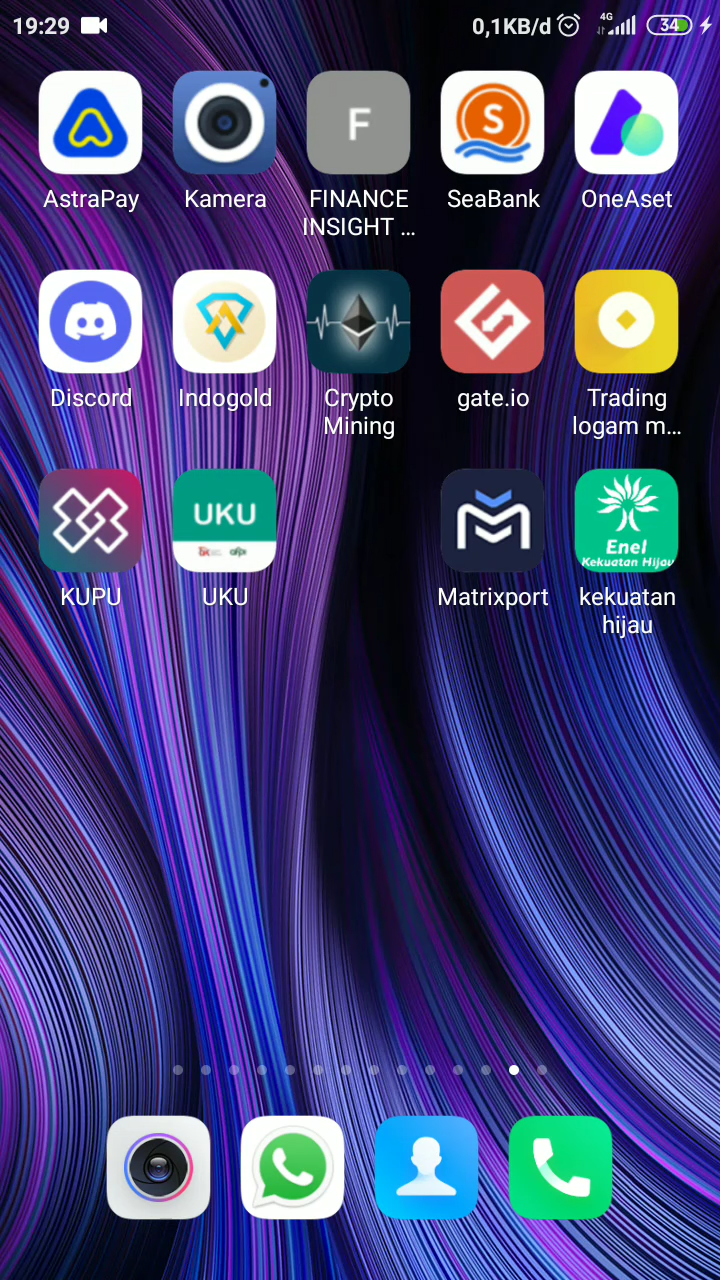 19:29
0,1KB/d
4G
34
F
S
AstraPay
Kamera
FINANCE
INSIGHT ...
SeaBank
OneAset
Discord
Indogold
Crypto
Mining
gate.io
Trading
logam m...
UKU
Enel
Kekuatan Hijau
KUPU
UKU
Matrixport
kekuatan
hijau